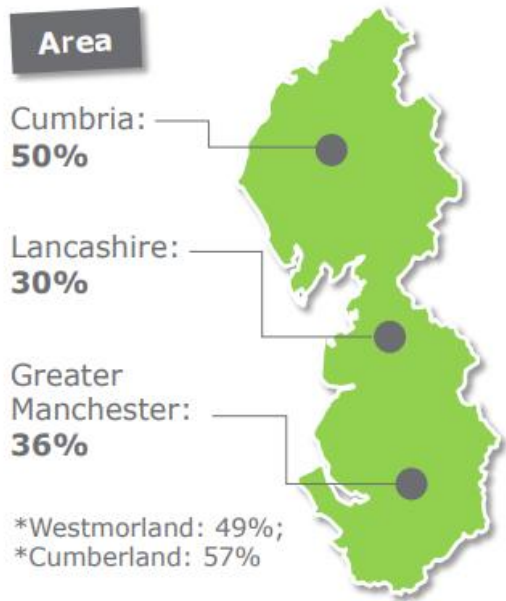 Area
Cumbria:
50%
Lancashire:
30%
Greater
Manchester:
36%
*Westmorland: 49%;
*Cumberland: 57%